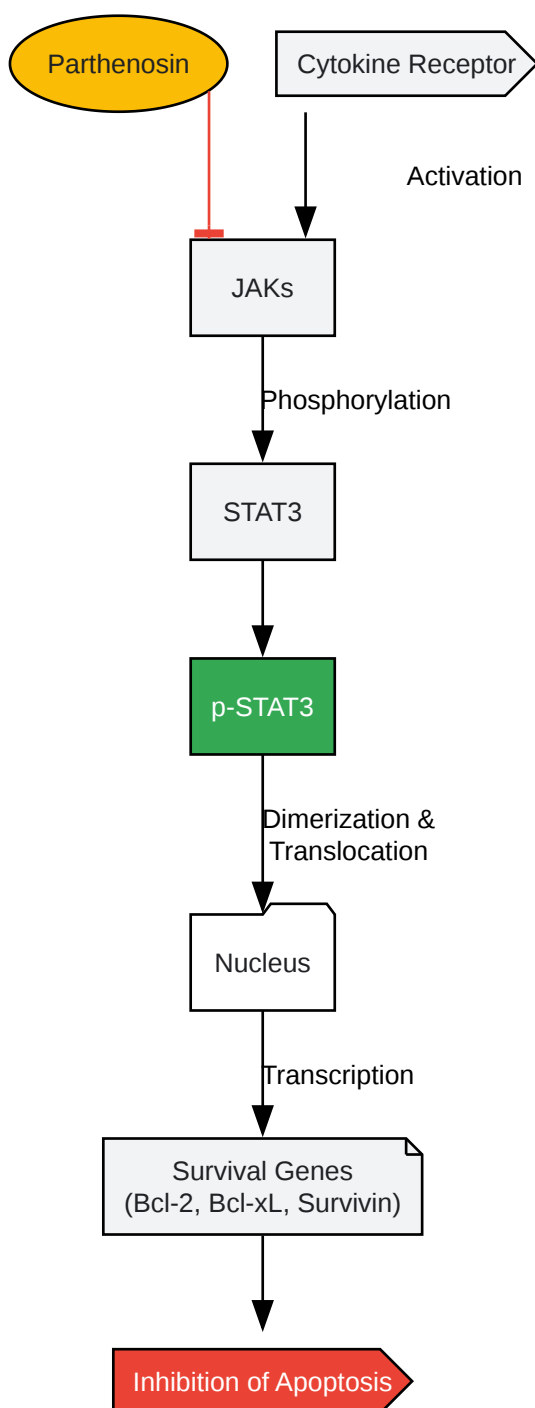 Parthenosin
Cytokine Receptor
Activation
JAKs
Phosphorylation
STAT3
p-STAT3
Dimerization &
Translocation
Nucleus
Transcription
Survival Genes
(Bcl-2, Bcl-xL, Survivin)
Inhibition of Apoptosis